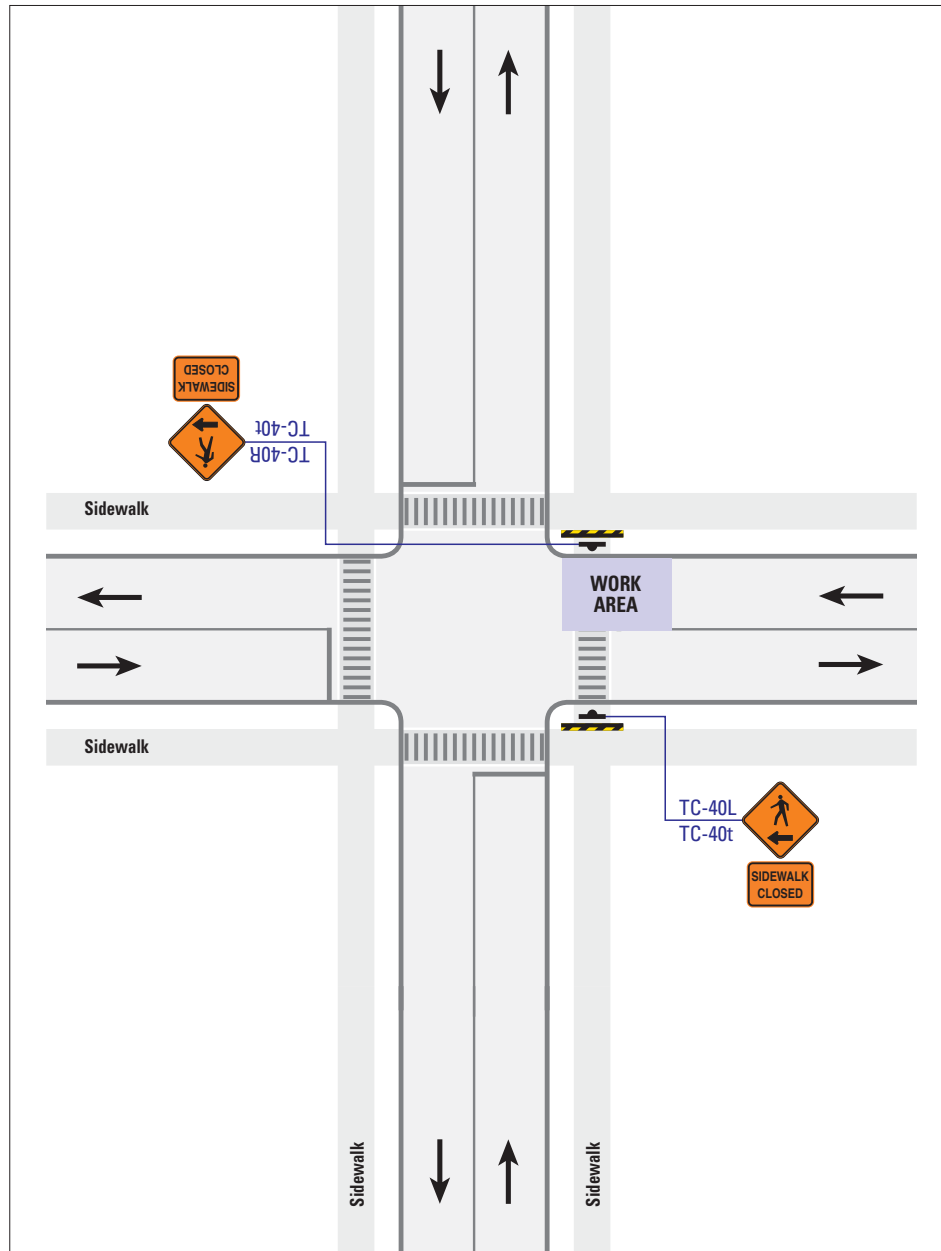 SIDEWALK
CLOSED
TC-40R
TC-40t
Sidewalk
WORK
AREA
Sidewalk
TC-40L
TC-40t
SIDEWALK
CLOSED
Sidewalk
Sidewalk